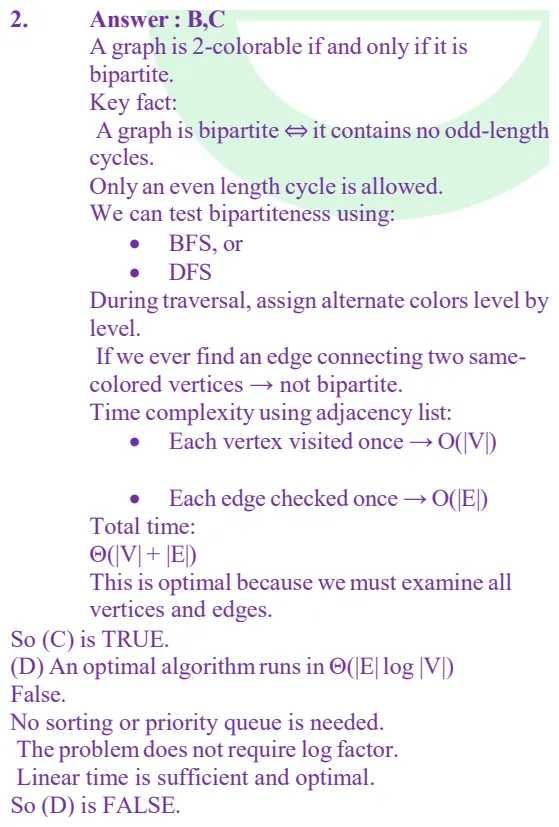 2. Answer : B,C
A graph is 2-colorable if and only if it is
bipartite.
Key fact:
A graph is bipartite ⇔ it contains no odd-length
cycles.
Only an even length cycle is allowed.
We can test bipartiteness using:
• BFS, or
• DFS
During traversal, assign alternate colors level by
level.
If we ever find an edge connecting two same-
colored vertices → not bipartite.
Time complexity using adjacency list:
• Each vertex visited once → O(|V|)
• Each edge checked once → O(|E|)
Total time:
Θ(|V| + |E|)
This is optimal because we must examine all
vertices and edges.
So (C) is TRUE.
(D) An optimal algorithm runs in Θ(|E| log |V|)
False.
No sorting or priority queue is needed.
The problem does not require log factor.
Linear time is sufficient and optimal.
So (D) is FALSE.